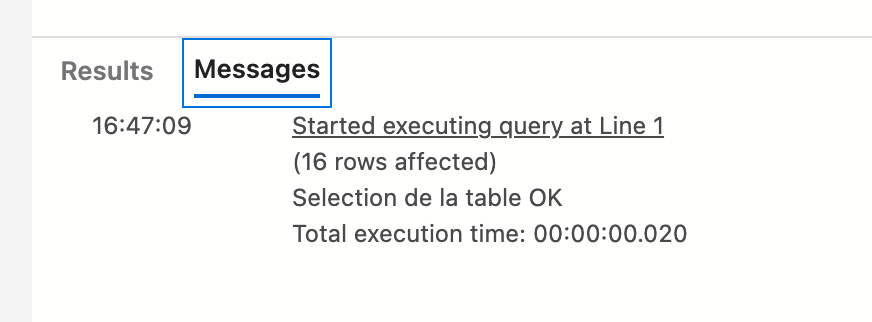 Results Messages
16:47:09 Started executing query at Line 1
(16 rows affected)
Selection de la table OK
Total execution time: 00:00:00.020